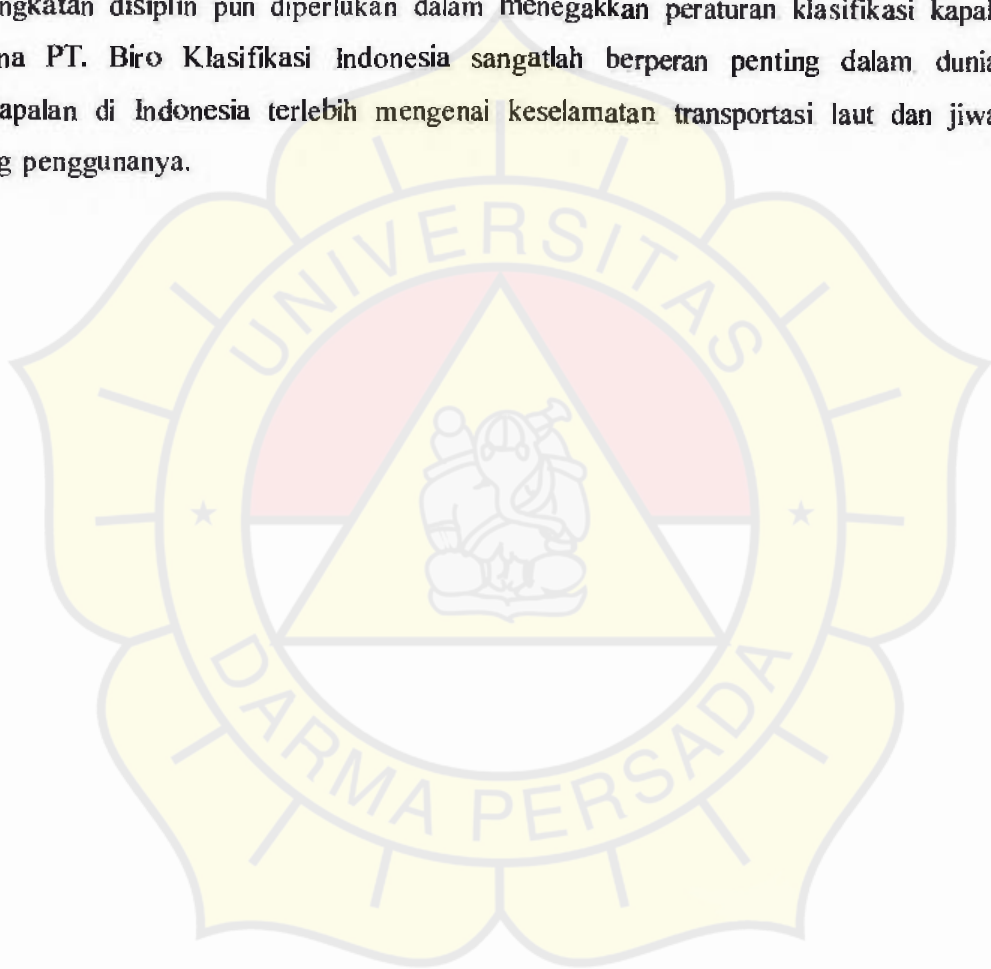 ngkatan disiplin pun diperlukan dalam menegakkan peraturan klasifikasi kapal
na PT. Biro Klasifikasi Indonesia sangatlah berperan penting dalam dunia
apalan di Indonesia terlebih mengenai keselamatan transportasi laut dan jiwa
g penggunanya.
UNIVERSITAS
DARMA PERSADA